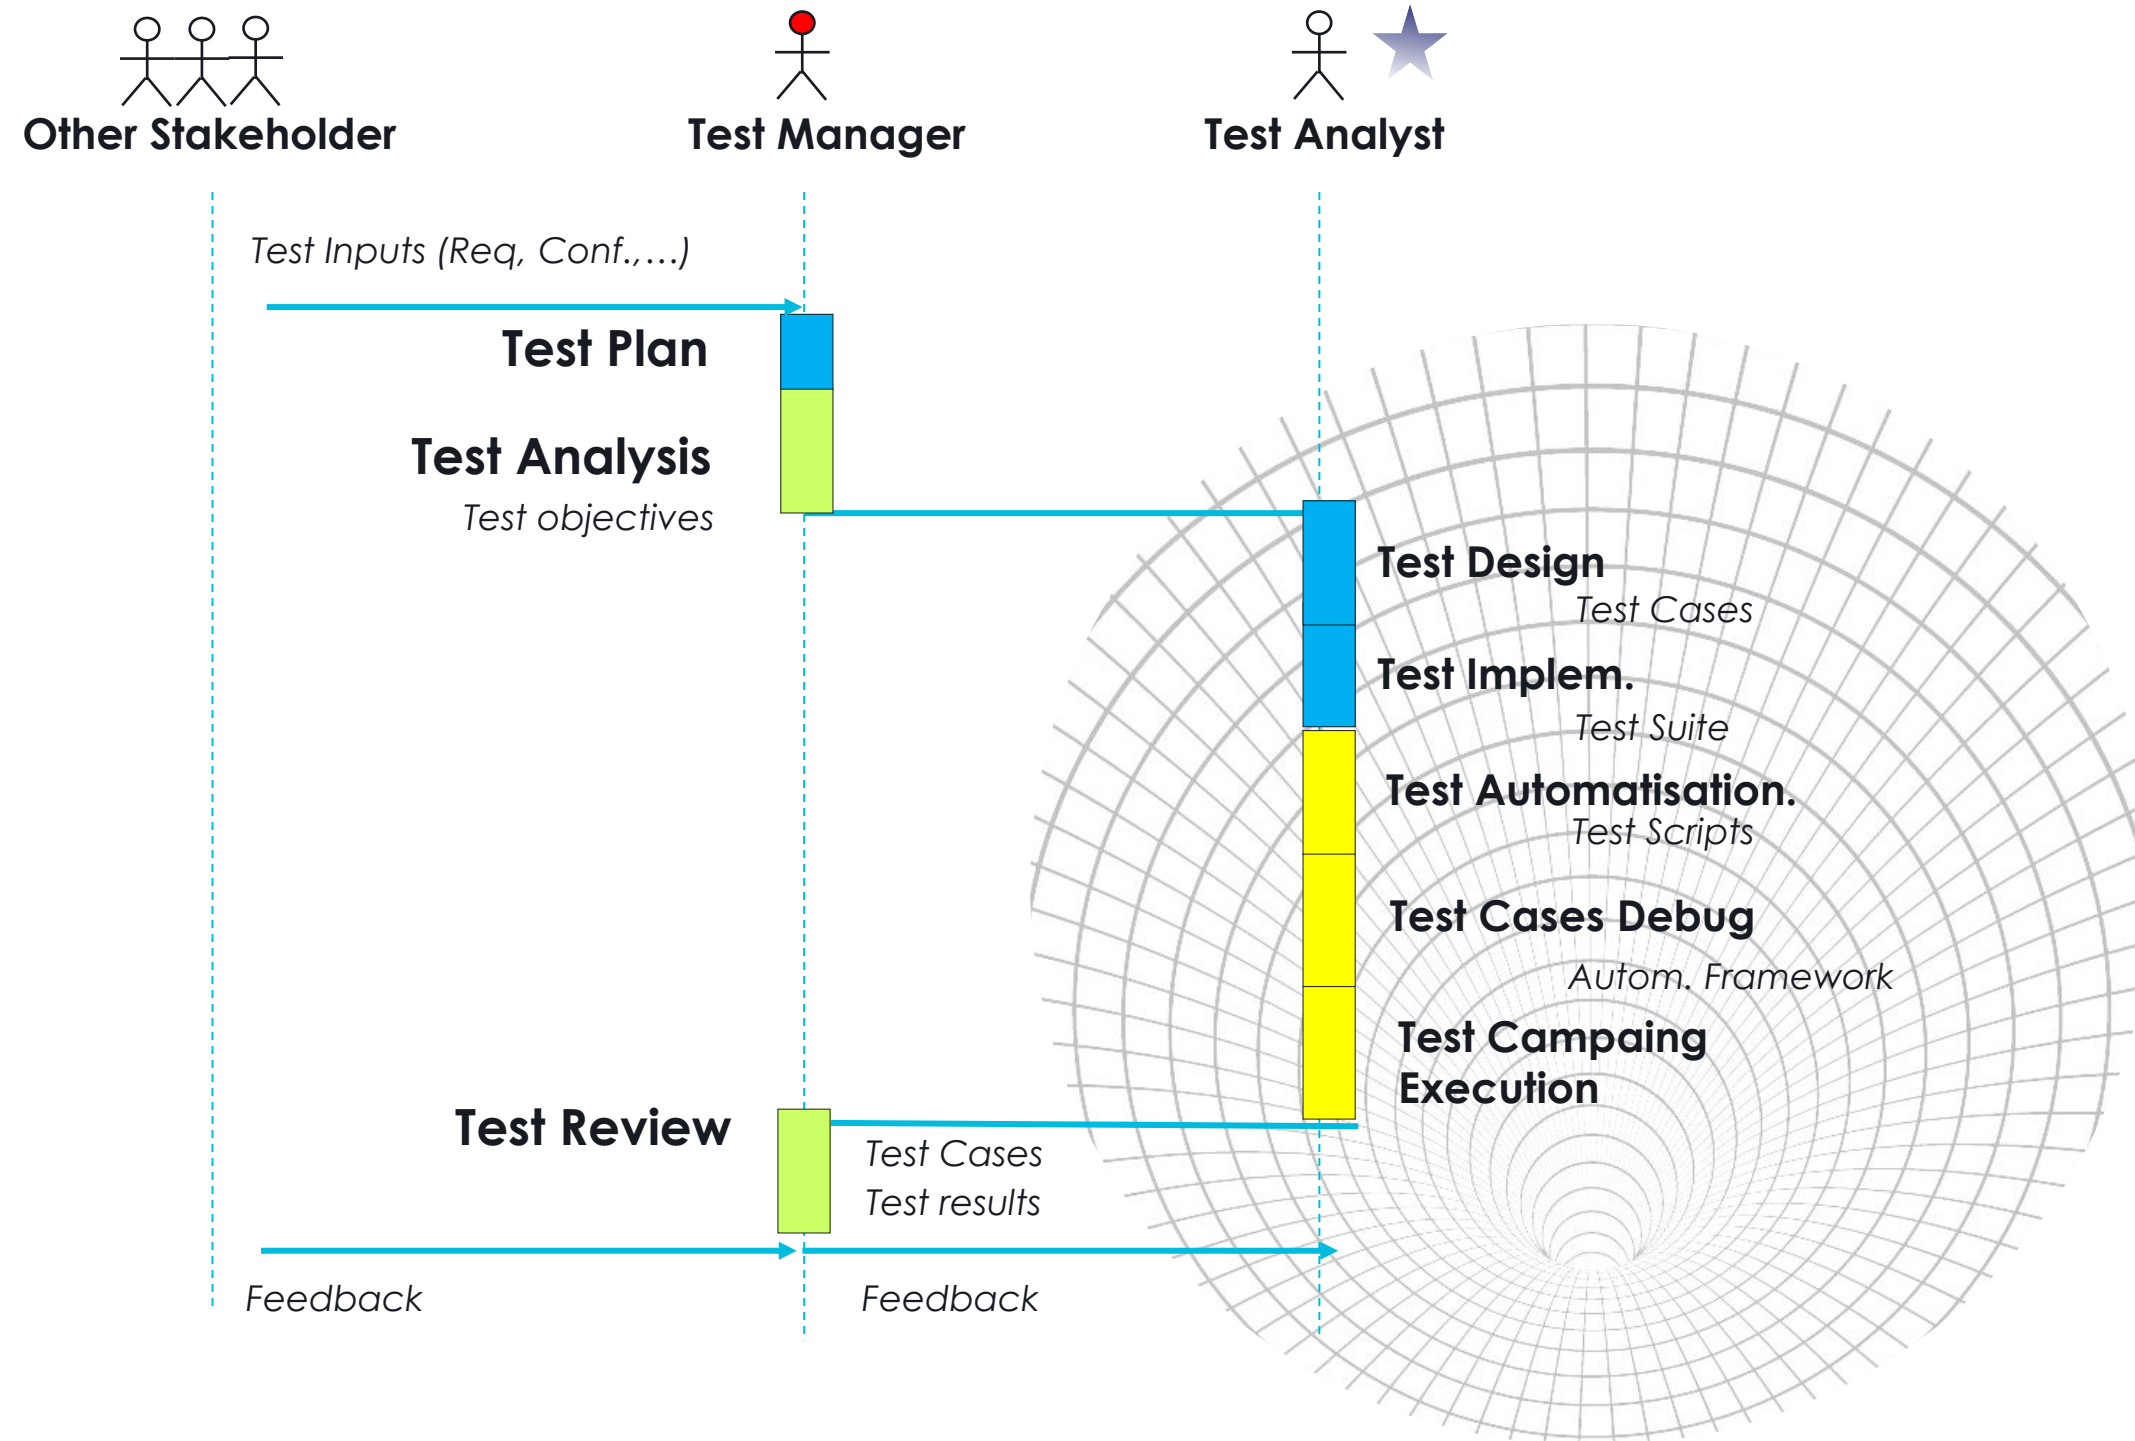 Other Stakeholder
Test Manager
Test Analyst
Test Inputs (Req, Conf.,…)
Test Plan
Test Analysis
Test objectives
Test Design
Test Cases
Test Implem.
Test Suite
Test Automatisation.
Test Scripts
Test Cases Debug
Autom. Framework
Test Campaing
Execution
Test Review
Test Cases
Test results
Feedback
Feedback